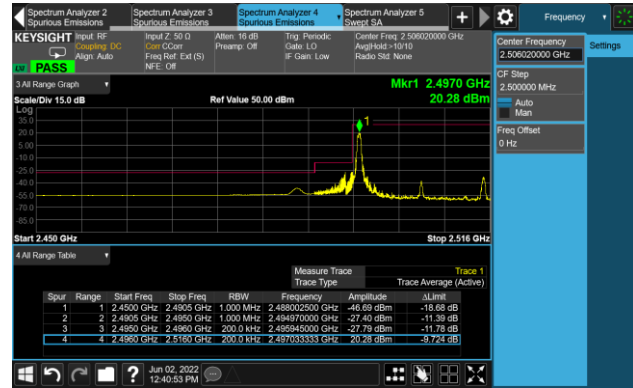 Spectrum Analyzer 2 Spurious Emissions
Spectrum Analyzer 3 Spurious Emissions
Spectrum Analyzer 4 Spurious Emissions
Spectrum Analyzer 5 Swept SA
Frequency
KEYSIGHT Input: RF Input Z: 50 Ω Atten: 16 dB Trig: Periodic Center Freq: 2.506020000 GHz
Coupling: DC Corr CCorr Preamp: Off Gate: LO Avg|Hold:>10/10
Align: Auto Freq Ref: Ext (S) IF Gain: Low Radio Std: None
PASS NFE: Off
Center Frequency
2.506020000 GHz
Settings
CF Step
2.500000 MHz
Auto
Man
Freq Offset
0 Hz
3 All Range Graph
Mkr1 2.4970 GHz
Scale/Div 15.0 dB Ref Value 50.00 dBm 20.28 dBm
Log
35.0
20.0
5.00
-10.0
-25.0
-40.0
-55.0
-70.0
-85.0
1
Start 2.450 GHz Stop 2.516 GHz
4 All Range Table
Measure Trace Trace 1
Trace Type Trace Average (Active)
Spur Range Start Freq Stop Freq RBW Frequency Amplitude ΔLimit
1 1 2.4500 GHz 2.4905 GHz 1.000 MHz 2.488002500 GHz -46.69 dBm -18.68 dB
2 2 2.4905 GHz 2.4950 GHz 1.000 MHz 2.494970000 GHz -27.40 dBm -11.39 dB
3 3 2.4950 GHz 2.4960 GHz 200.0 kHz 2.495945000 GHz -27.79 dBm -11.78 dB
4 4 2.4960 GHz 2.5160 GHz 200.0 kHz 2.497033333 GHz 20.28 dBm -9.724 dB
Jun 02, 2022
12:40:53 PM